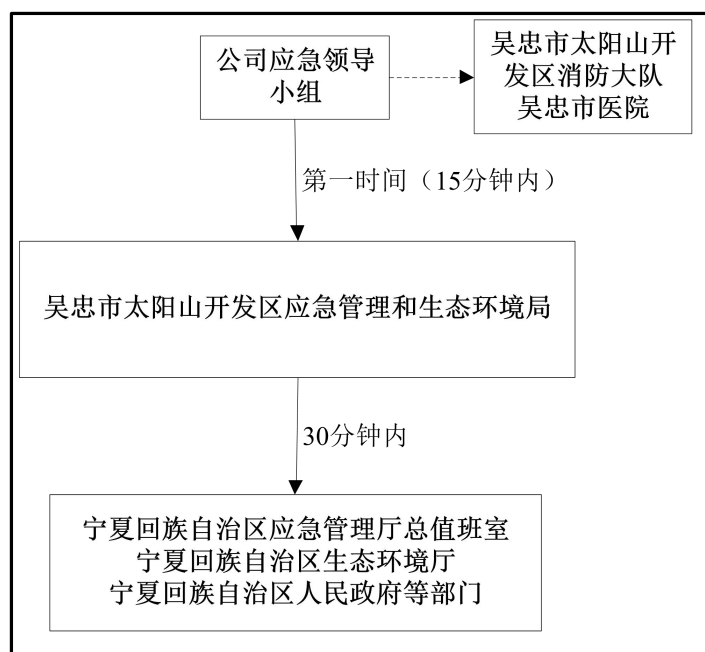 公司应急领导
小组
吴忠市太阳山开
发区消防大队
吴忠市医院
第一时间（15分钟内）
吴忠市太阳山开发区应急管理和生态环境局
30分钟内
宁夏回族自治区应急管理厅总值班室
宁夏回族自治区生态环境厅
宁夏回族自治区人民政府等部门